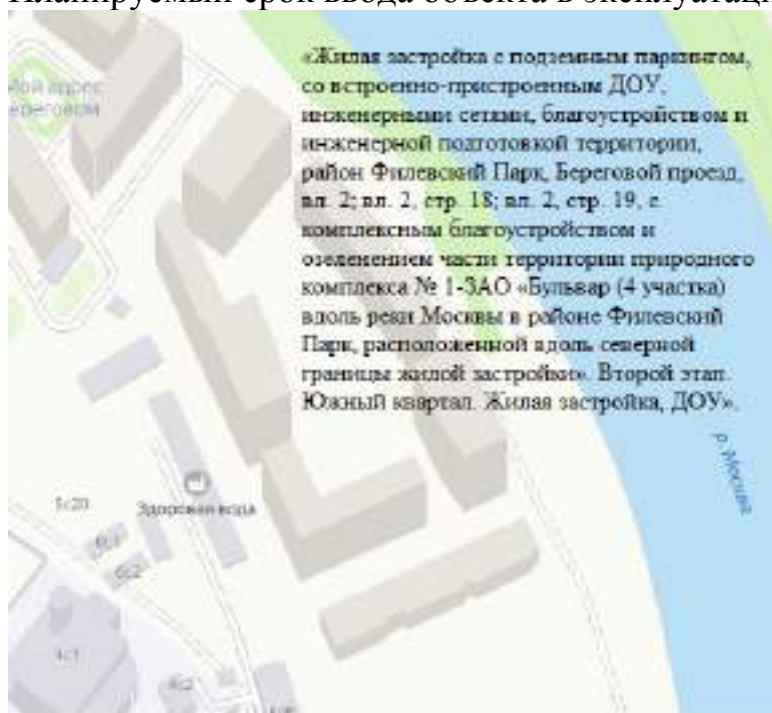 Планируемый срок ввода объекта в эксплуатаци
Мой адрес
Береговом
«Жилая застройка с подземным паркингом,
со встроенно-пристроенным ДОУ,
инженерными сетями, благоустройством и
инженерной подготовкой территории,
район Филевский Парк, Береговой проезд,
вл. 2; вл. 2, стр. 18; вл. 2, стр. 19, с
комплексным благоустройством и
озеленением части территории природного
комплекса № 1-ЗАО «Бульвар (4 участка)
вдоль реки Москвы в районе Филевский
Парк, расположенной вдоль северной
границы жилой застройки». Второй этап.
Южный квартал. Жилая застройка, ДОУ».
р. Москва
5с20
Здоровая вода
6с1
6с2
4с1